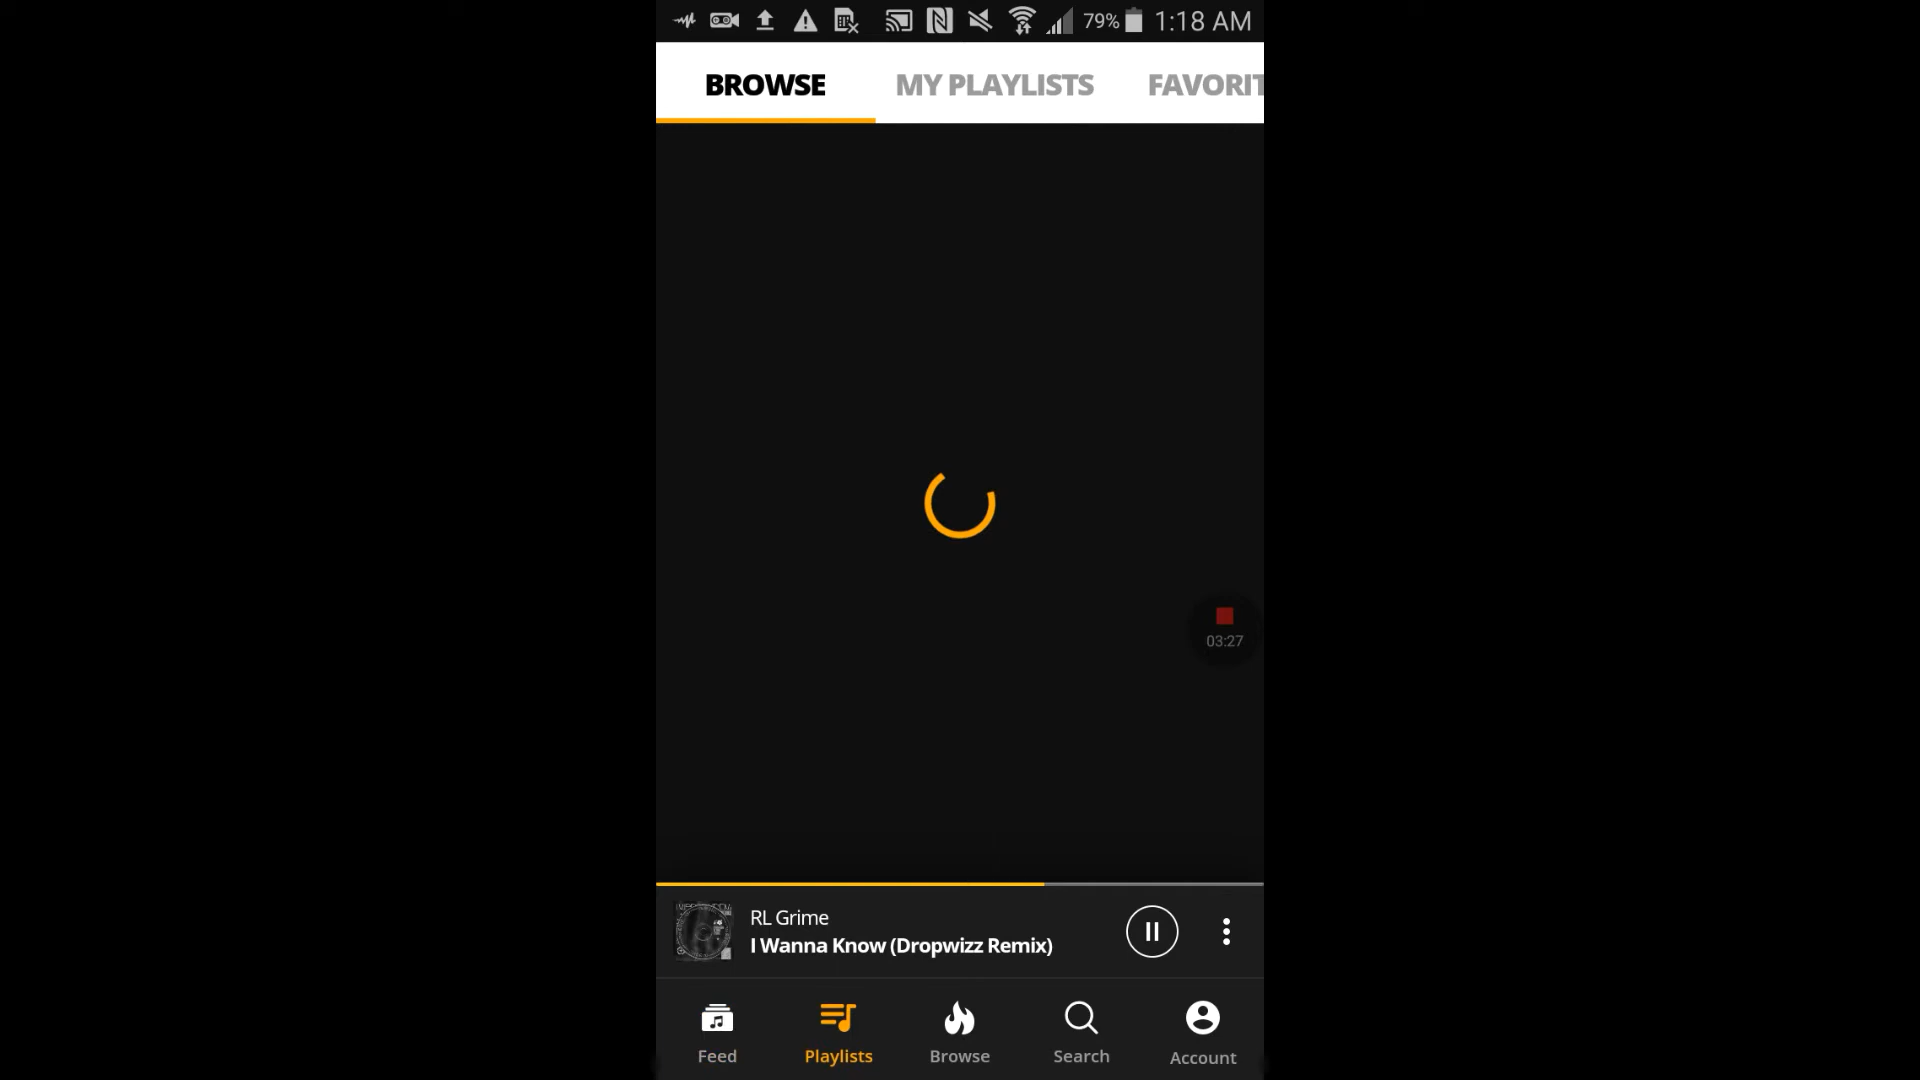 79% 1:18 AM
BROWSE MY PLAYLISTS FAVORIT
03:27
RL Grime
I Wanna Know (Dropwizz Remix)
Feed Playlists Browse Search Account